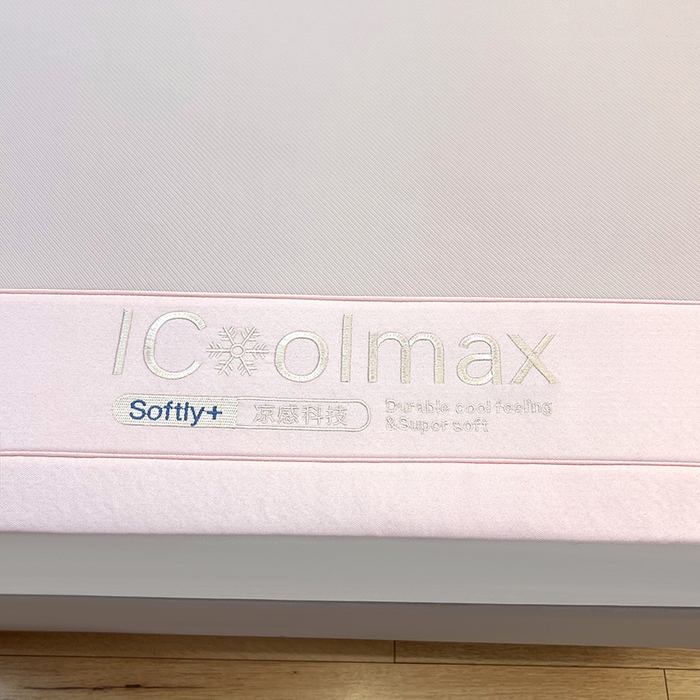 ICoolmax
Softly+ 凉感科技 Durable cool feeling
&Super soft